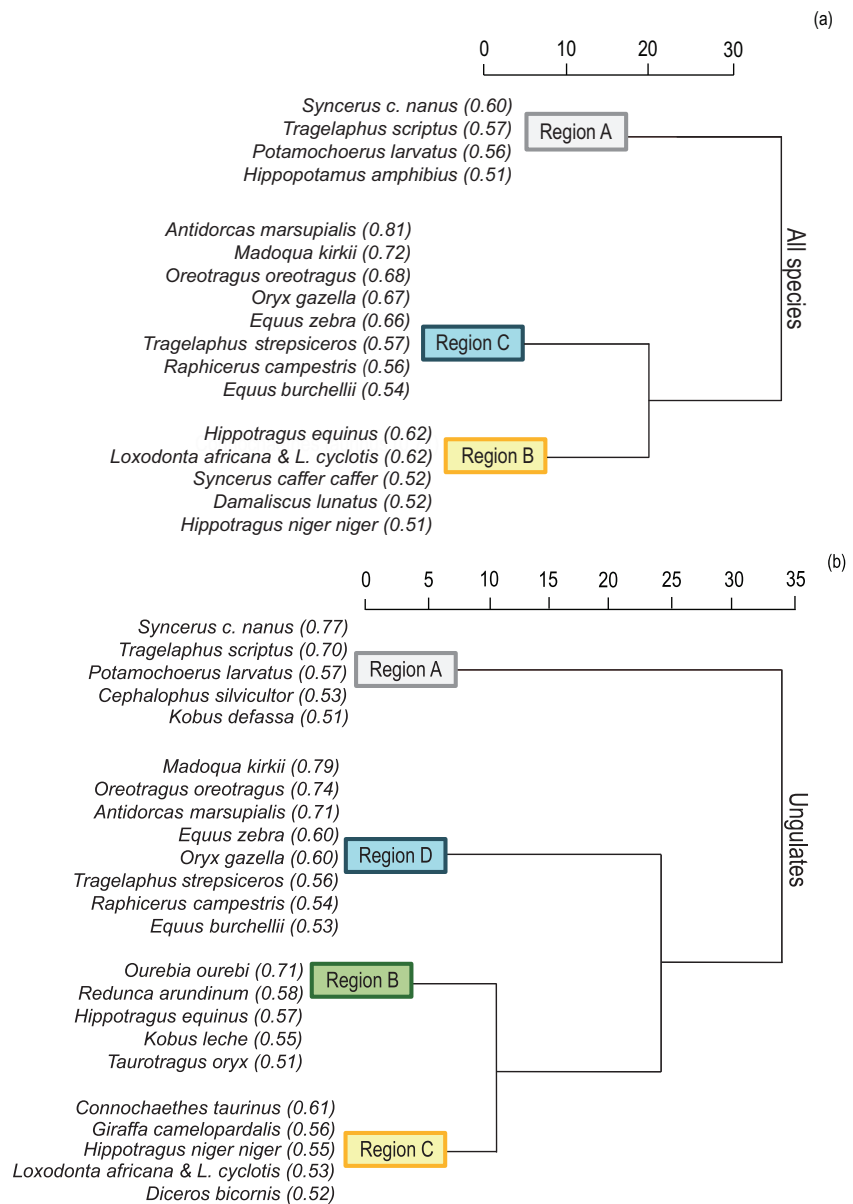 (a)
0 10 20 30
Syncerus c. nanus (0.60)
Tragelaphus scriptus (0.57)
Potamochoerus larvatus (0.56)
Hippopotamus amphibius (0.51)
Region A
Antidorcas marsupialis (0.81)
Madoqua kirkii (0.72)
Oreotragus oreotragus (0.68)
Oryx gazella (0.67)
Equus zebra (0.66)
Tragelaphus strepsiceros (0.57)
Raphicerus campestris (0.56)
Equus burchellii (0.54)
Region C
Hippotragus equinus (0.62)
Loxodonta africana & L. cyclotis (0.62)
Syncerus caffer caffer (0.52)
Damaliscus lunatus (0.52)
Hippotragus niger niger (0.51)
Region B
All species
(b)
0 5 10 15 20 25 30 35
Syncerus c. nanus (0.77)
Tragelaphus scriptus (0.70)
Potamochoerus larvatus (0.57)
Cephalophus silvicultor (0.53)
Kobus defassa (0.51)
Region A
Madoqua kirkii (0.79)
Oreotragus oreotragus (0.74)
Antidorcas marsupialis (0.71)
Equus zebra (0.60)
Oryx gazella (0.60)
Tragelaphus strepsiceros (0.56)
Raphicerus campestris (0.54)
Equus burchellii (0.53)
Region D
Ourebia ourebi (0.71)
Redunca arundinum (0.58)
Hippotragus equinus (0.57)
Kobus leche (0.55)
Taurotragus oryx (0.51)
Region B
Connochaethes taurinus (0.61)
Giraffa camelopardalis (0.56)
Hippotragus niger niger (0.55)
Loxodonta africana & L. cyclotis (0.53)
Diceros bicornis (0.52)
Region C
Ungulates